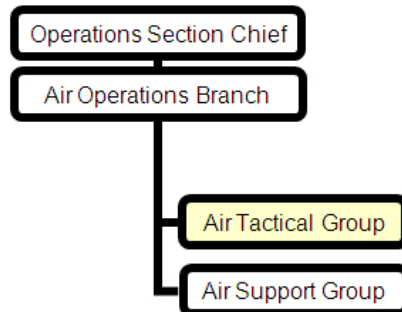 Operations Section Chief
Air Operations Branch
Air Tactical Group
Air Support Group